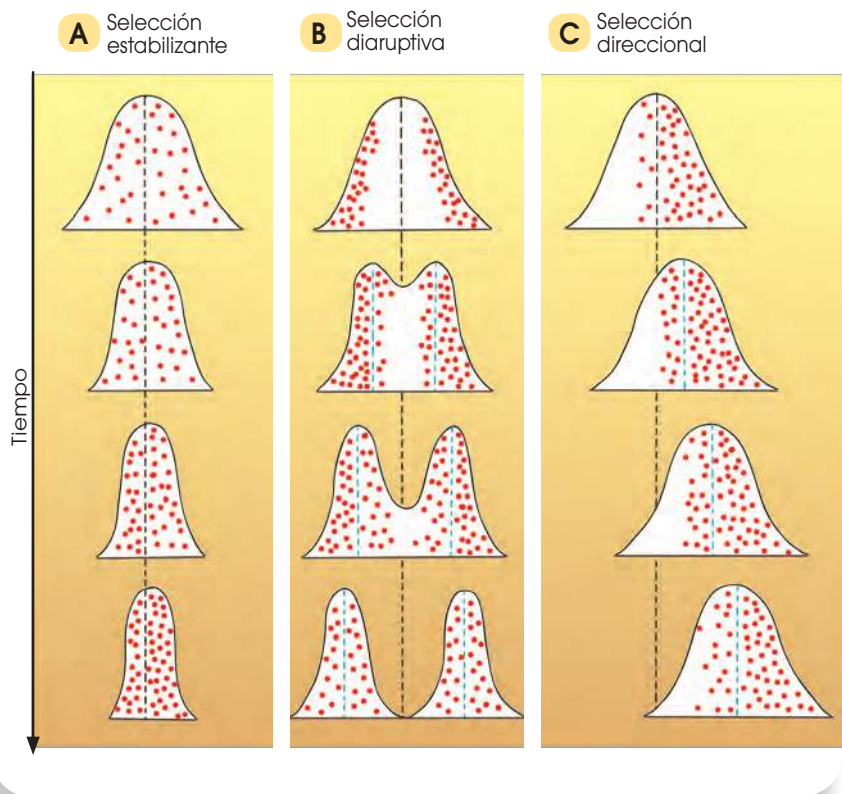 A Selección
estabilizante
B Selección
diaruptiva
C Selección
direccional
Tiempo